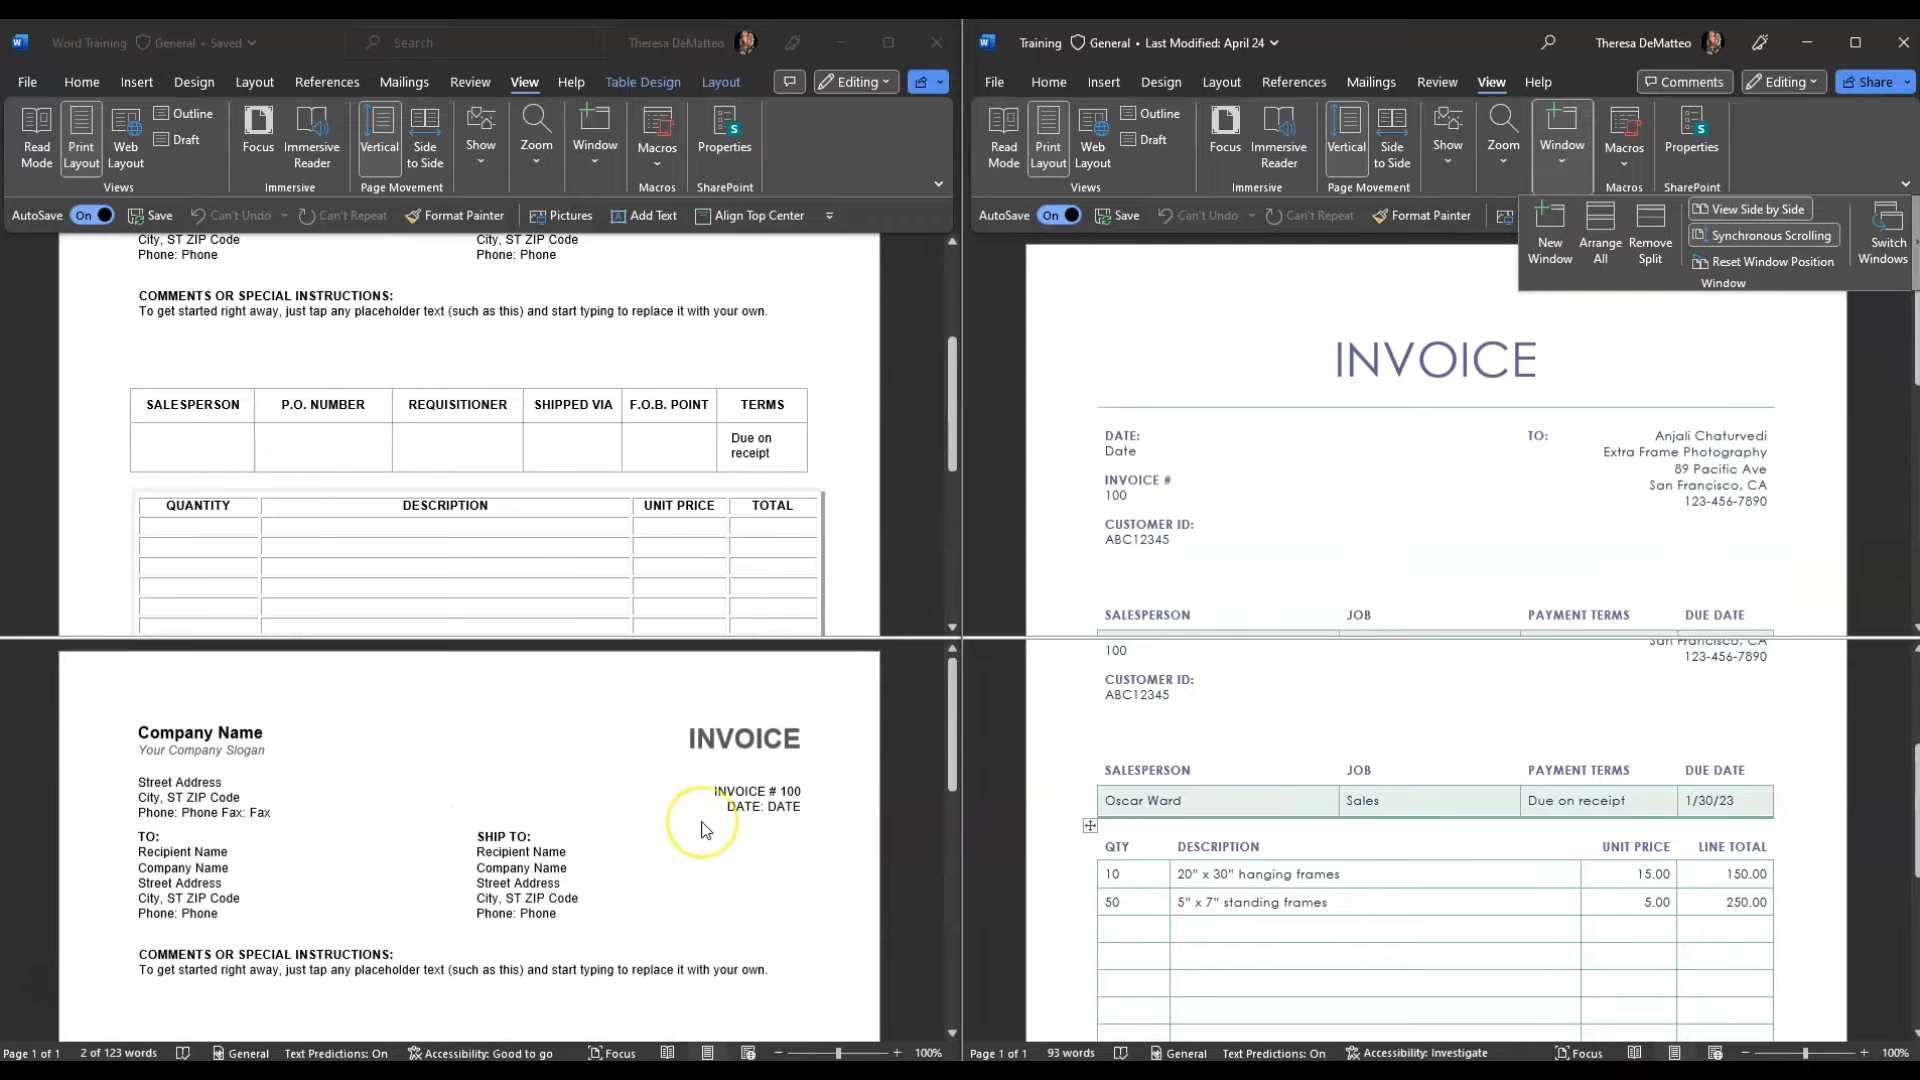 Word Training General • Saved
Search
Theresa DeMatteo
File Home Insert Design Layout References Mailings Review View Help Table Design Layout Editing
Read Mode
Print Layout
Web Layout
Outline
Draft
Views
Focus
Immersive Reader
Immersive
Vertical
Side to Side
Page Movement
Show
Zoom
Window
Macros
Macros
Properties
SharePoint
AutoSave On Save Can't Undo Can't Repeat Format Painter Pictures Add Text Align Top Center
City, ST ZIP Code City, ST ZIP Code
Phone: Phone Phone: Phone
COMMENTS OR SPECIAL INSTRUCTIONS:
To get started right away, just tap any placeholder text (such as this) and start typing to replace it with your own.
SALESPERSON P.O. NUMBER REQUISITIONER SHIPPED VIA F.O.B. POINT TERMS
Due on
receipt
QUANTITY DESCRIPTION UNIT PRICE TOTAL
Company Name INVOICE
Your Company Slogan
Street Address INVOICE # 100
City, ST ZIP Code DATE: DATE
Phone: Phone Fax: Fax
TO: SHIP TO:
Recipient Name Recipient Name
Company Name Company Name
Street Address Street Address
City, ST ZIP Code City, ST ZIP Code
Phone: Phone Phone: Phone
COMMENTS OR SPECIAL INSTRUCTIONS:
To get started right away, just tap any placeholder text (such as this) and start typing to replace it with your own.
Page 1 of 1 2 of 123 words General Text Predictions: On Accessibility: Good to go Focus 100%
Training General • Last Modified: April 24
Theresa DeMatteo
File Home Insert Design Layout References Mailings Review View Help Comments Editing Share
Read Mode
Print Layout
Web Layout
Outline
Draft
Views
Focus
Immersive Reader
Immersive
Vertical
Side to Side
Page Movement
Show
Zoom
Window
Macros
Macros
Properties
SharePoint
AutoSave On Save Can't Undo Can't Repeat Format Painter
New Window
Arrange All
Remove Split
View Side by Side
Synchronous Scrolling
Reset Window Position
Switch Windows
Window
INVOICE
DATE: TO: Anjali Chaturvedi
Date Extra Frame Photography
89 Pacific Ave
INVOICE # San Francisco, CA
100 123-456-7890
CUSTOMER ID:
ABC12345
SALESPERSON JOB PAYMENT TERMS DUE DATE
San Francisco, CA
100 123-456-7890
CUSTOMER ID:
ABC12345
SALESPERSON JOB PAYMENT TERMS DUE DATE
Oscar Ward Sales Due on receipt 1/30/23
QTY DESCRIPTION UNIT PRICE LINE TOTAL
10 20" x 30" hanging frames 15.00 150.00
50 5" x 7" standing frames 5.00 250.00
Page 1 of 1 93 words General Text Predictions: On Accessibility: Investigate Focus 100%